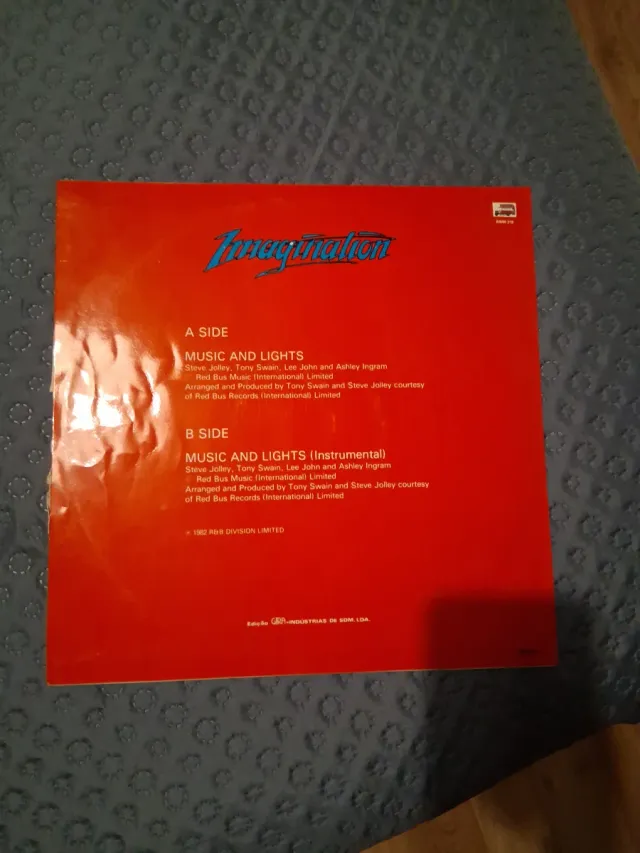 Imagination
A SIDE
MUSIC AND LIGHTS
Steve Jolley, Tony Swain, Lee John and Ashley Ingram
Red Bus Music (International) Limited
Arranged and Produced by Tony Swain and Steve Jolley courtesy
of Red Bus Records (International) Limited
B SIDE
MUSIC AND LIGHTS (Instrumental)
Steve Jolley, Tony Swain, Lee John and Ashley Ingram
Red Bus Music (International) Limited
Arranged and Produced by Tony Swain and Steve Jolley courtesy
of Red Bus Records (International) Limited
℗ 1982 R&B DIVISION LIMITED
Edição -INDÚSTRIAS DE SOM, LDA.